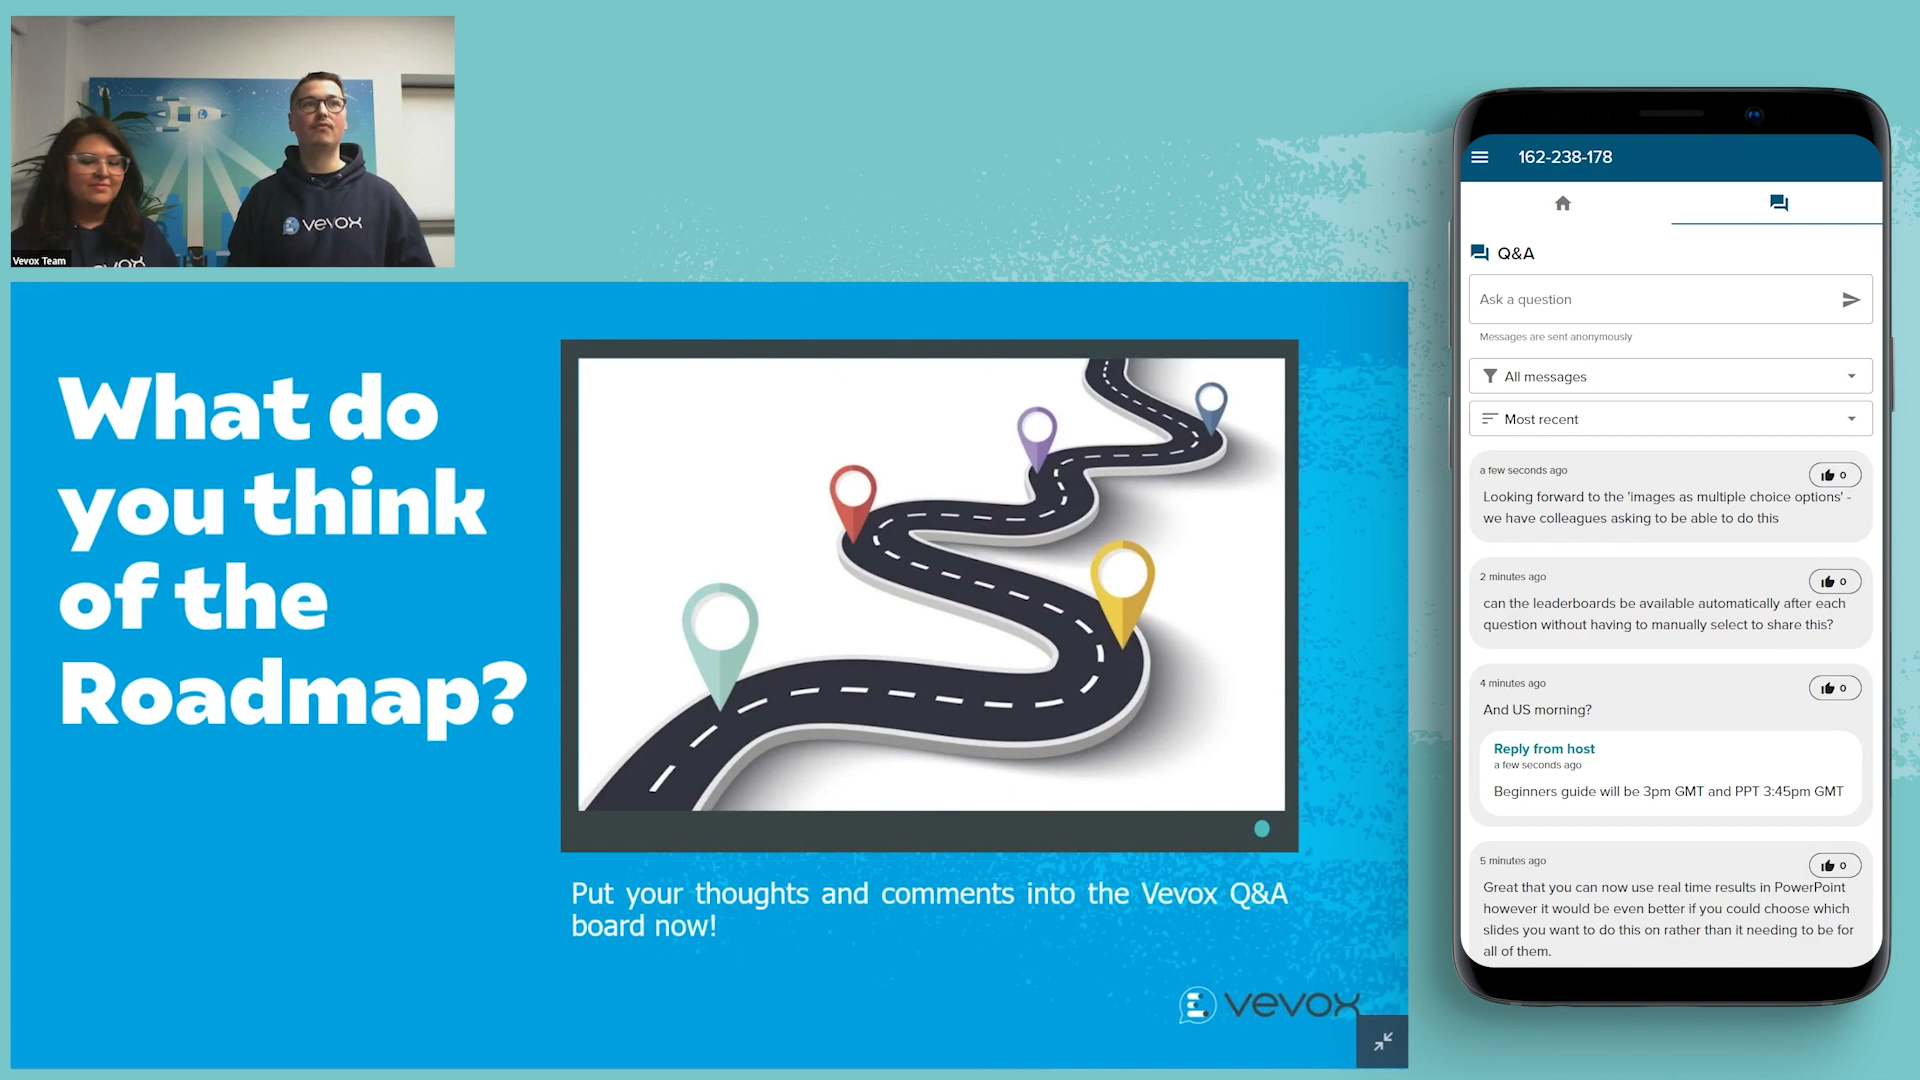 vevox
Vevox Team
What do
you think
of the
Roadmap?
Put your thoughts and comments into the Vevox Q&A
board now!
vevox
162-238-178
Q&A
Ask a question
Messages are sent anonymously
All messages
Most recent
a few seconds ago
0
Looking forward to the 'images as multiple choice options' -
we have colleagues asking to be able to do this
2 minutes ago
0
can the leaderboards be available automatically after each
question without having to manually select to share this?
4 minutes ago
0
And US morning?
Reply from host
a few seconds ago
Beginners guide will be 3pm GMT and PPT 3:45pm GMT
5 minutes ago
0
Great that you can now use real time results in PowerPoint
however it would be even better if you could choose which
slides you want to do this on rather than it needing to be for
all of them.